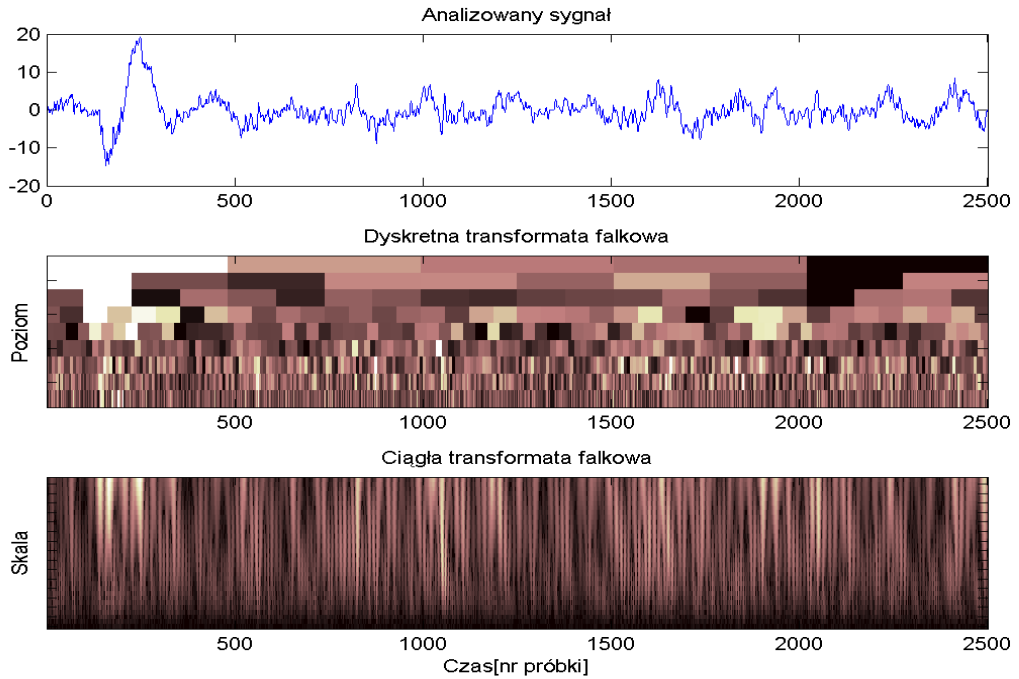 Analizowany sygnał
20
10
0
-10
-20
0 500 1000 1500 2000 2500
Dyskretna transformata falkowa
Poziom
500 1000 1500 2000 2500
Ciągła transformata falkowa
Skala
500 1000 1500 2000 2500
Czas[nr próbki]